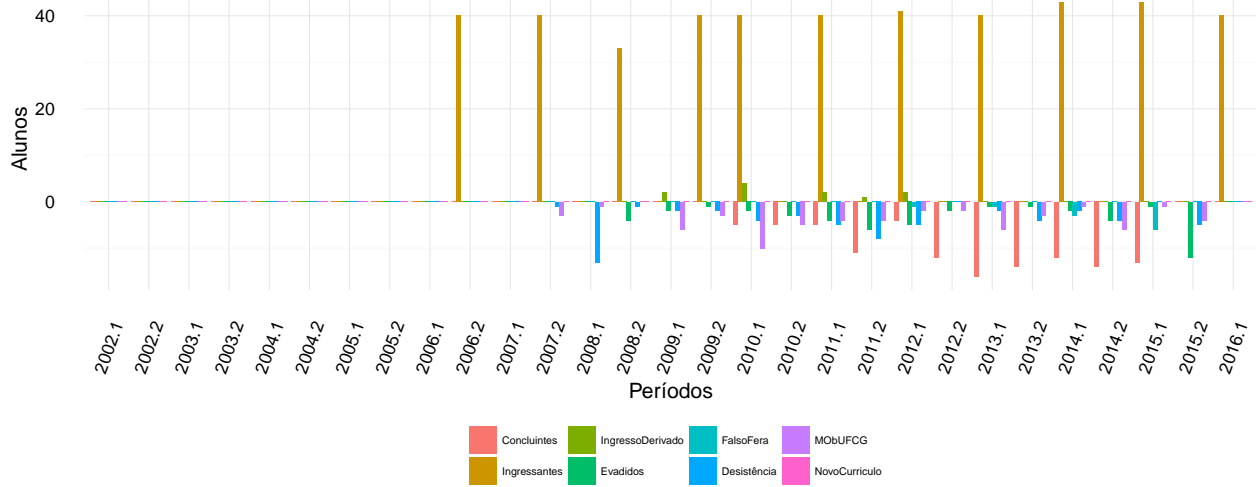 40
20
0
Alunos
2002.1 2002.2 2003.1 2003.2 2004.1 2004.2 2005.1 2005.2 2006.1 2006.2 2007.1 2007.2 2008.1 2008.2 2009.1 2009.2 2010.1 2010.2 2011.1 2011.2 2012.1 2012.2 2013.1 2013.2 2014.1 2014.2 2015.1 2015.2 2016.1
Períodos
Concluintes IngressoDerivado FalsoFera MObUFCG
Ingressantes Evadidos Desistência NovoCurriculo